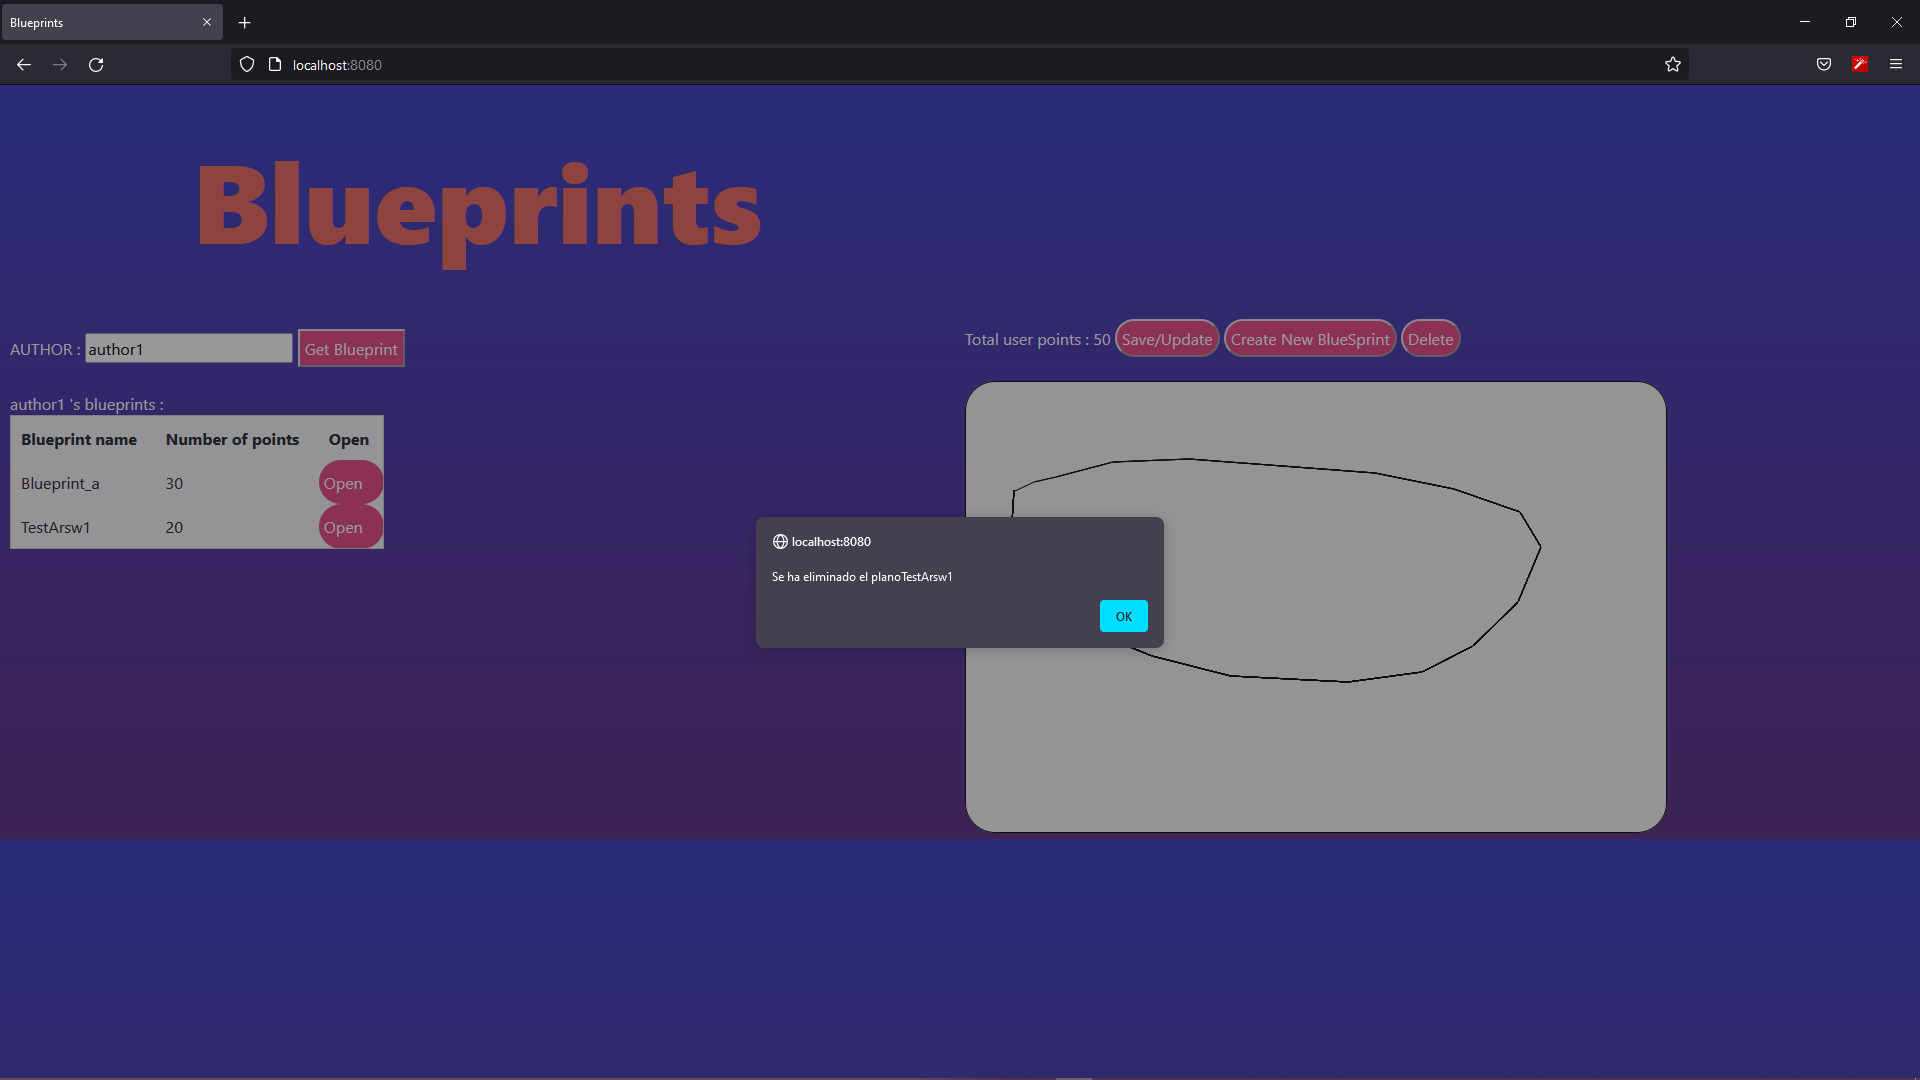 Blueprints
localhost:8080
Blueprints
AUTHOR : author1 Get Blueprint
author1 's blueprints :
Blueprint name Number of points Open
Blueprint_a 30 Open
TestArsw1 20 Open
Total user points : 50 Save/Update Create New BlueSprint Delete
localhost:8080
Se ha eliminado el planoTestArsw1
OK